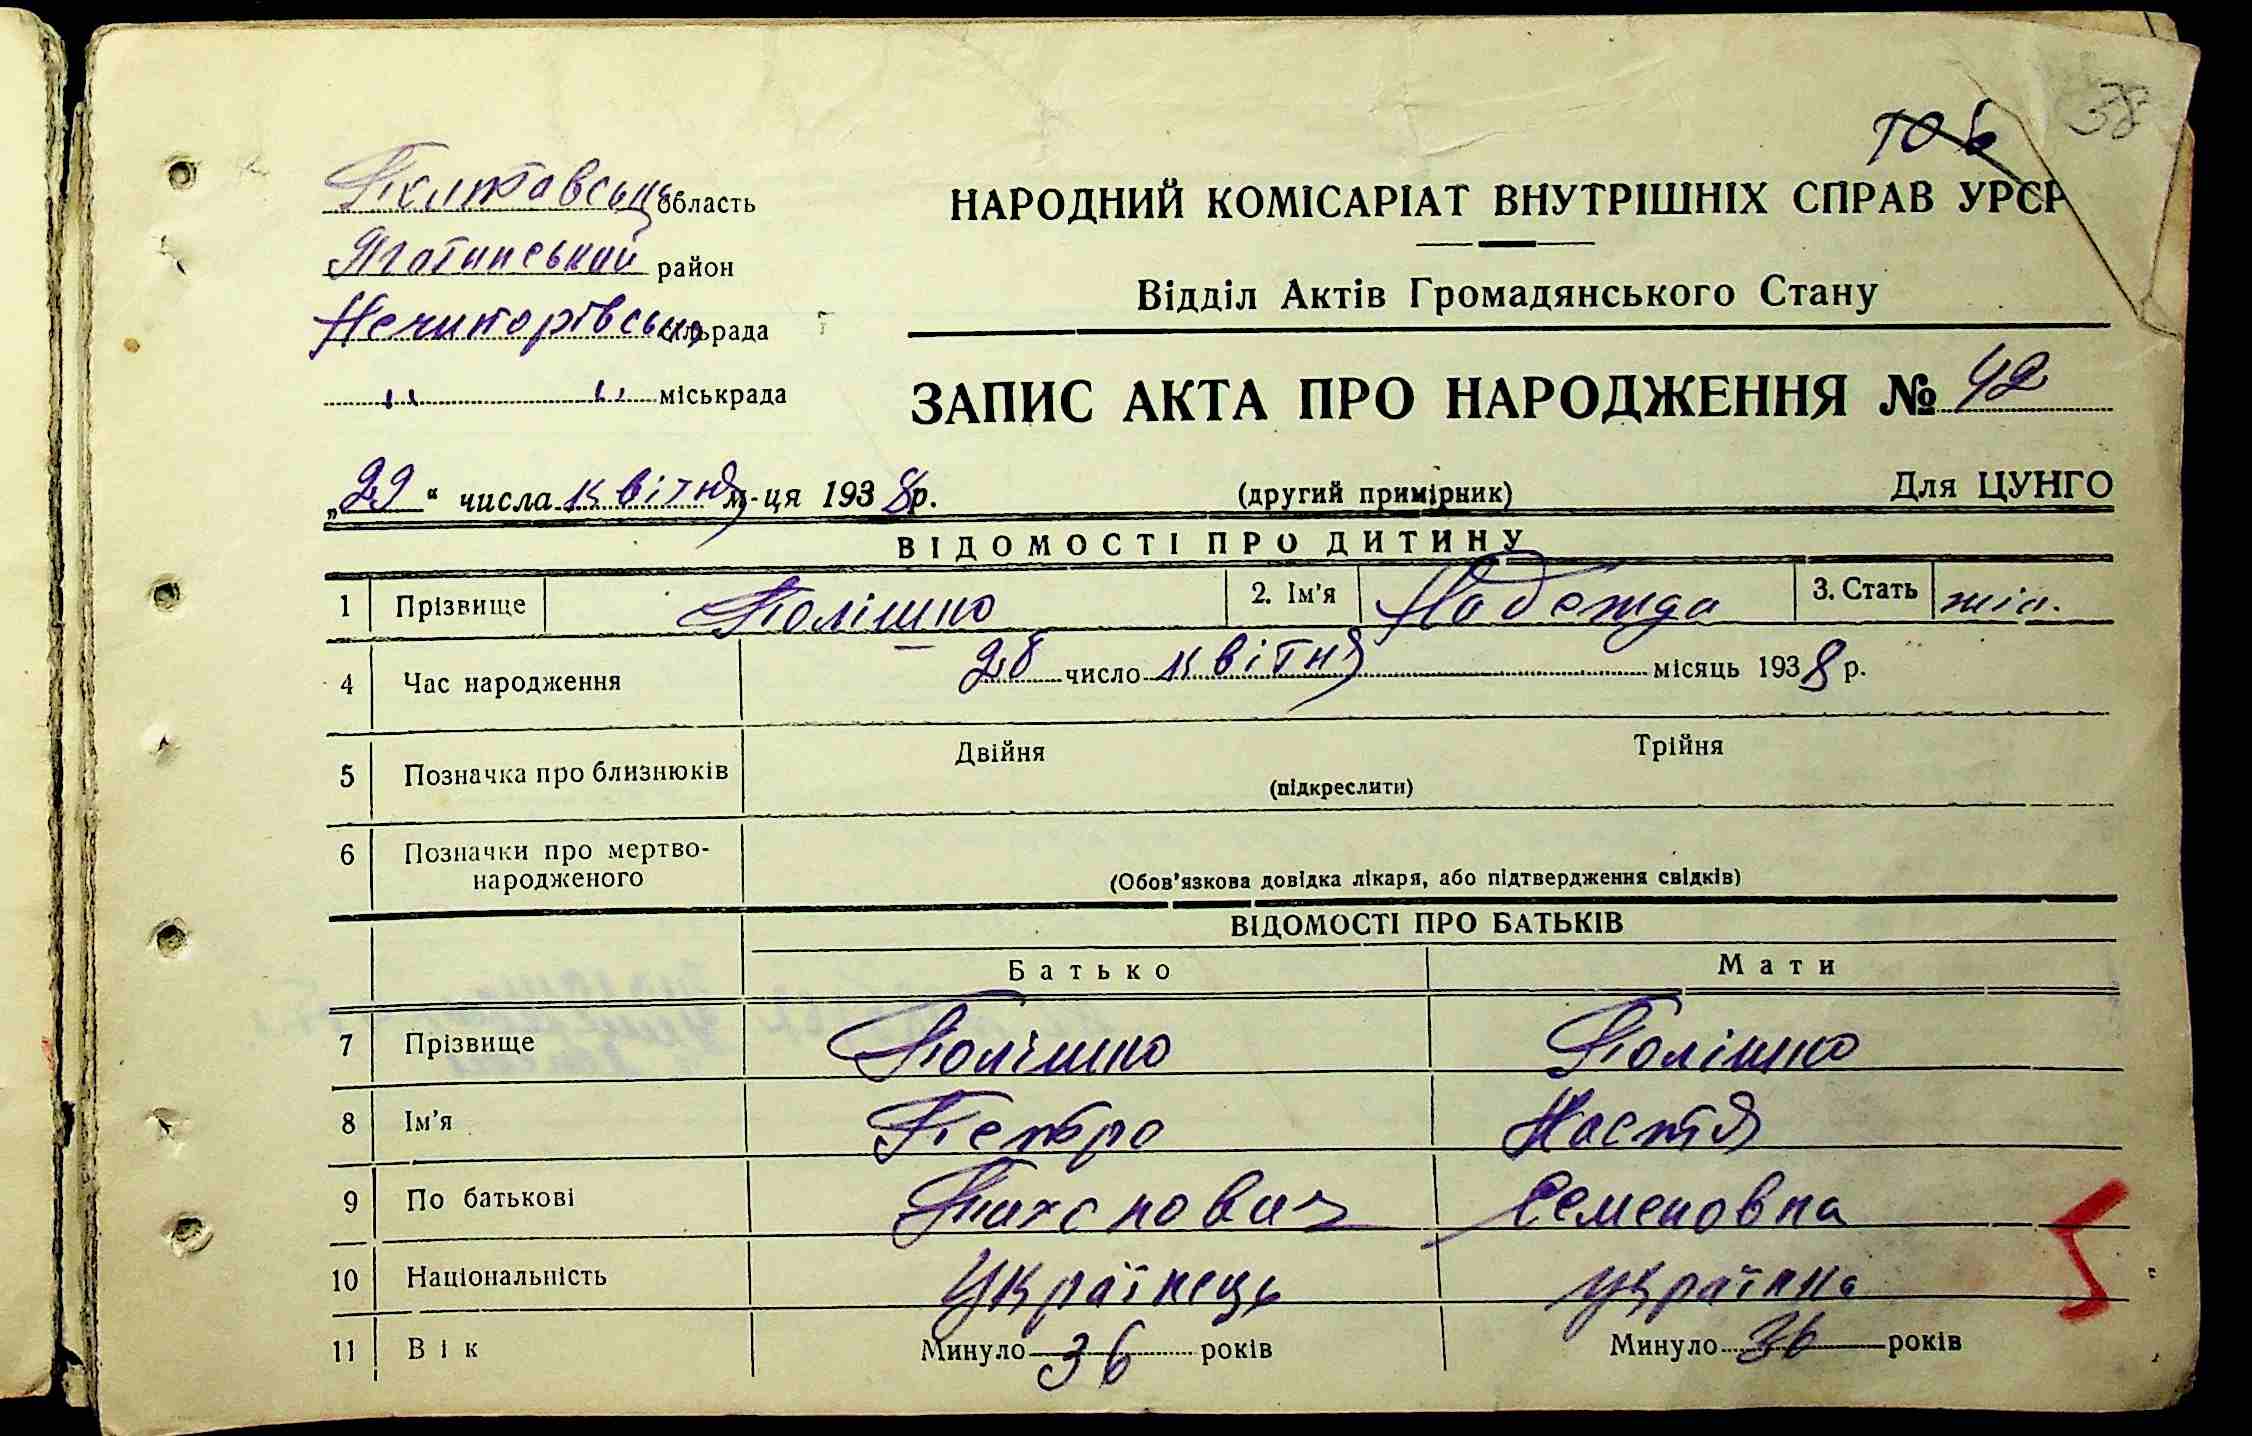 38
106
Полтавська область
Яготинський район
Нечипорівська сільрада
" " міськрада
НАРОДНИЙ КОМІСАРІАТ ВНУТРІШНІХ СПРАВ УРСР
Відділ Актів Громадянського Стану
ЗАПИС АКТА ПРО НАРОДЖЕННЯ № 42
„29“ числа квітня м-ця 1938 р.
(другий примірник)
Для ЦУНГО
ВІДОМОСТІ ПРО ДИТИНУ
1 Прізвище Полішко 2. Ім'я Надежда 3. Стать жін.
4 Час народження 28 число квітня місяць 1938 р.
5 Позначка про близнюків Двійня Трійня
(підкреслити)
6 Позначки про мертво-
народженого
(Обов'язкова довідка лікаря, або підтвердження свідків)
ВІДОМОСТІ ПРО БАТЬКІВ
Батько Мати
7 Прізвище Полішко Полішко
8 Ім'я Петро Настя
9 По батькові Тихонович Семеновна
10 Національність Українець українка
11 Вік Минуло 36 років Минуло 36 років